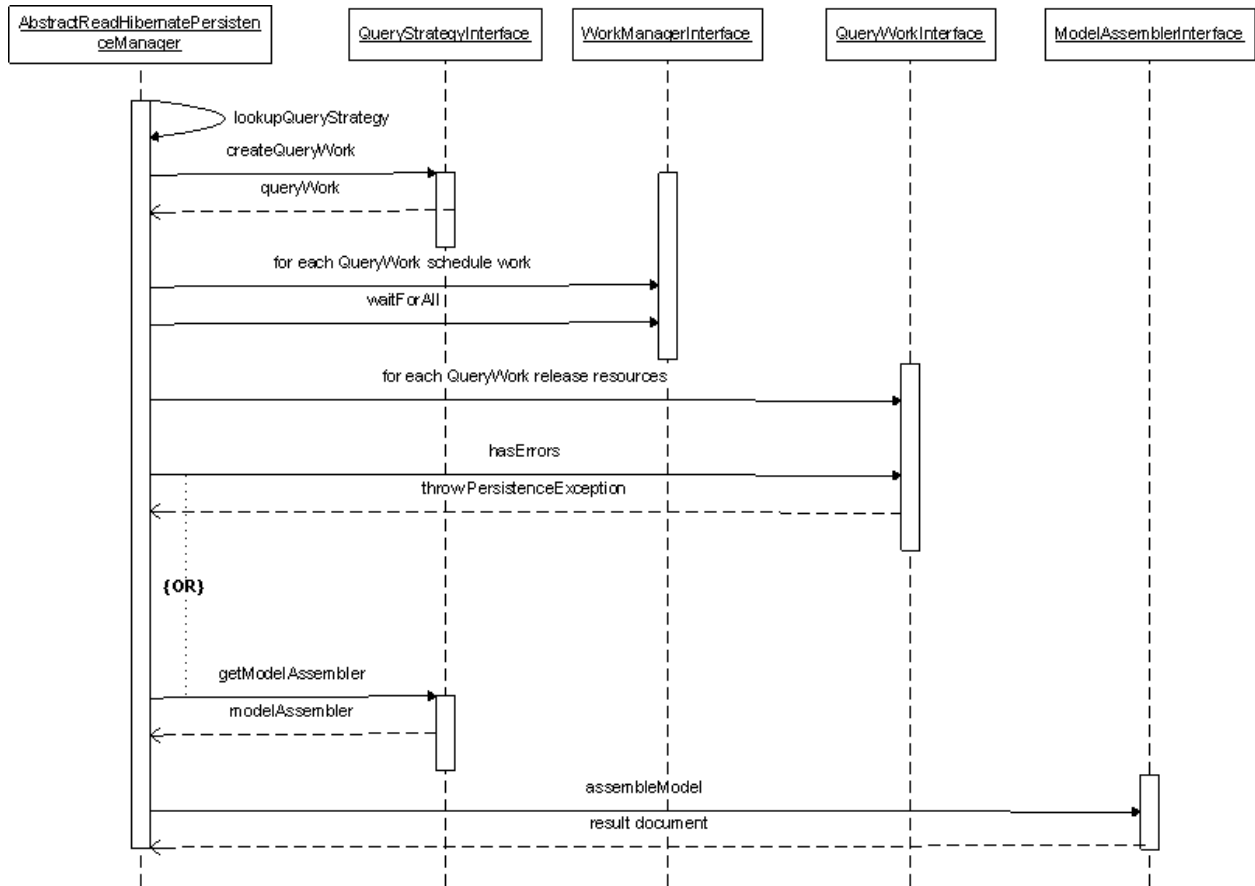 AbstractReadHibernatePersisten
ceManager
QueryStrategyInterface
WorkManagerInterface
QueryWorkInterface
ModelAssemblerInterface
lookupQueryStrategy
createQueryWork
queryWork
for each QueryWork schedule work
waitForAll
for each QueryWork release resources
hasErrors
throwPersistenceException
{OR}
getModelAssembler
modelAssembler
assembleModel
result document